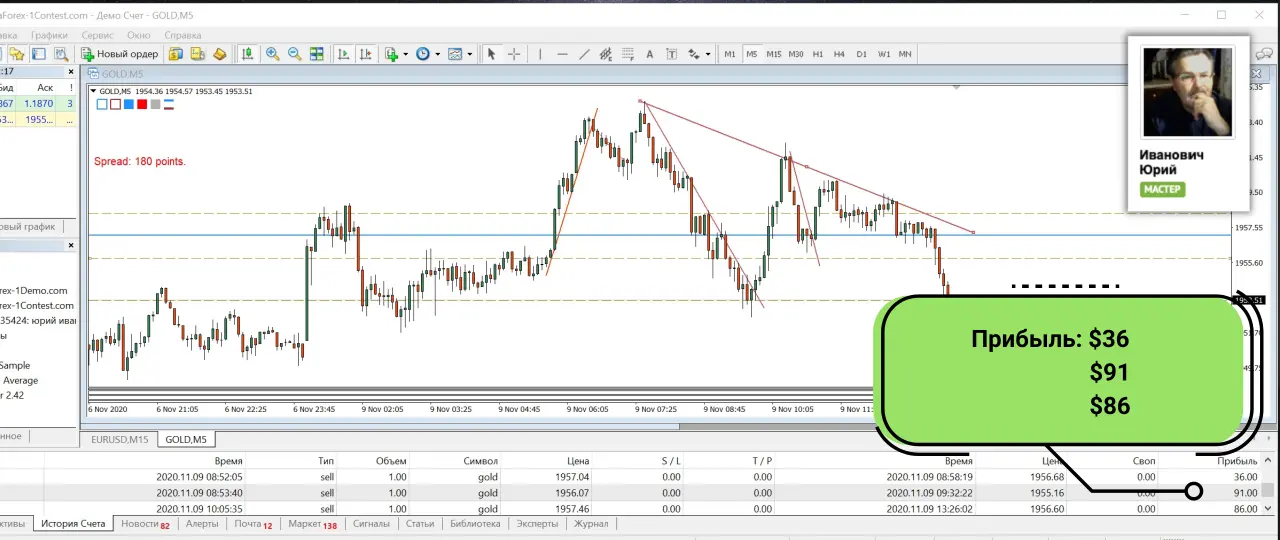 aForex-1Contest.com - Демо Счет - GOLD,M5
авка Графики Сервис Окно Справка
Новый ордер
A T
M1 M5 M15 M30 H1 H4 D1 W1 MN
:17
Бид Аск !
367 1.1870 3
53... 1955... ...
овый график
GOLD,M5
GOLD,M5 1954.36 1954.57 1953.45 1953.51
Spread: 180 points.
Иванович
Юрий
МАСТЕР
1957.55
1955.60
rex-1Demo.com
rex-1Contest.com
35424: юрий иван
Sample
Average
r 2.42
нное
Прибыль: $36
$91
$86
6 Nov 2020 6 Nov 21:05 6 Nov 22:25 6 Nov 23:45 9 Nov 02:05 9 Nov 03:25 9 Nov 04:45 9 Nov 06:05 9 Nov 07:25 9 Nov 08:45 9 Nov 10:05 9 Nov 11:
EURUSD,M15 GOLD,M5
Время Тип Объем Символ Цена S / L T / P Время Цена Своп Прибыль
2020.11.09 08:52:05 sell 1.00 gold 1957.04 0.00 0.00 2020.11.09 08:58:19 1956.68 0.00 36.00
2020.11.09 08:53:40 sell 1.00 gold 1956.07 0.00 0.00 2020.11.09 09:32:22 1955.16 0.00 91.00
2020.11.09 10:05:35 sell 1.00 gold 1957.46 0.00 0.00 2020.11.09 13:26:02 1956.60 0.00 86.00
ктивы История Счета Новости 82 Алерты Почта 12 Маркет 138 Сигналы Статьи Библиотека Эксперты Журнал